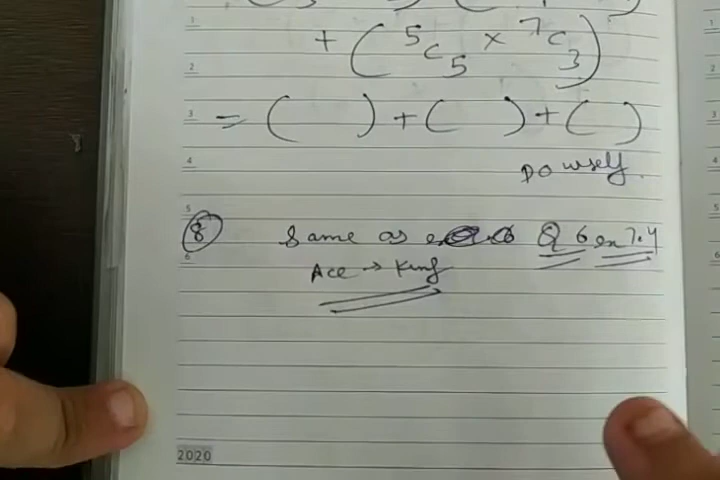 + ( ⁵C₅ × ⁷C₃ )
= ( ) + ( ) + ( )
Do urself.
⑧ Same as Q 6 ex 7.4
Ace → King
2020